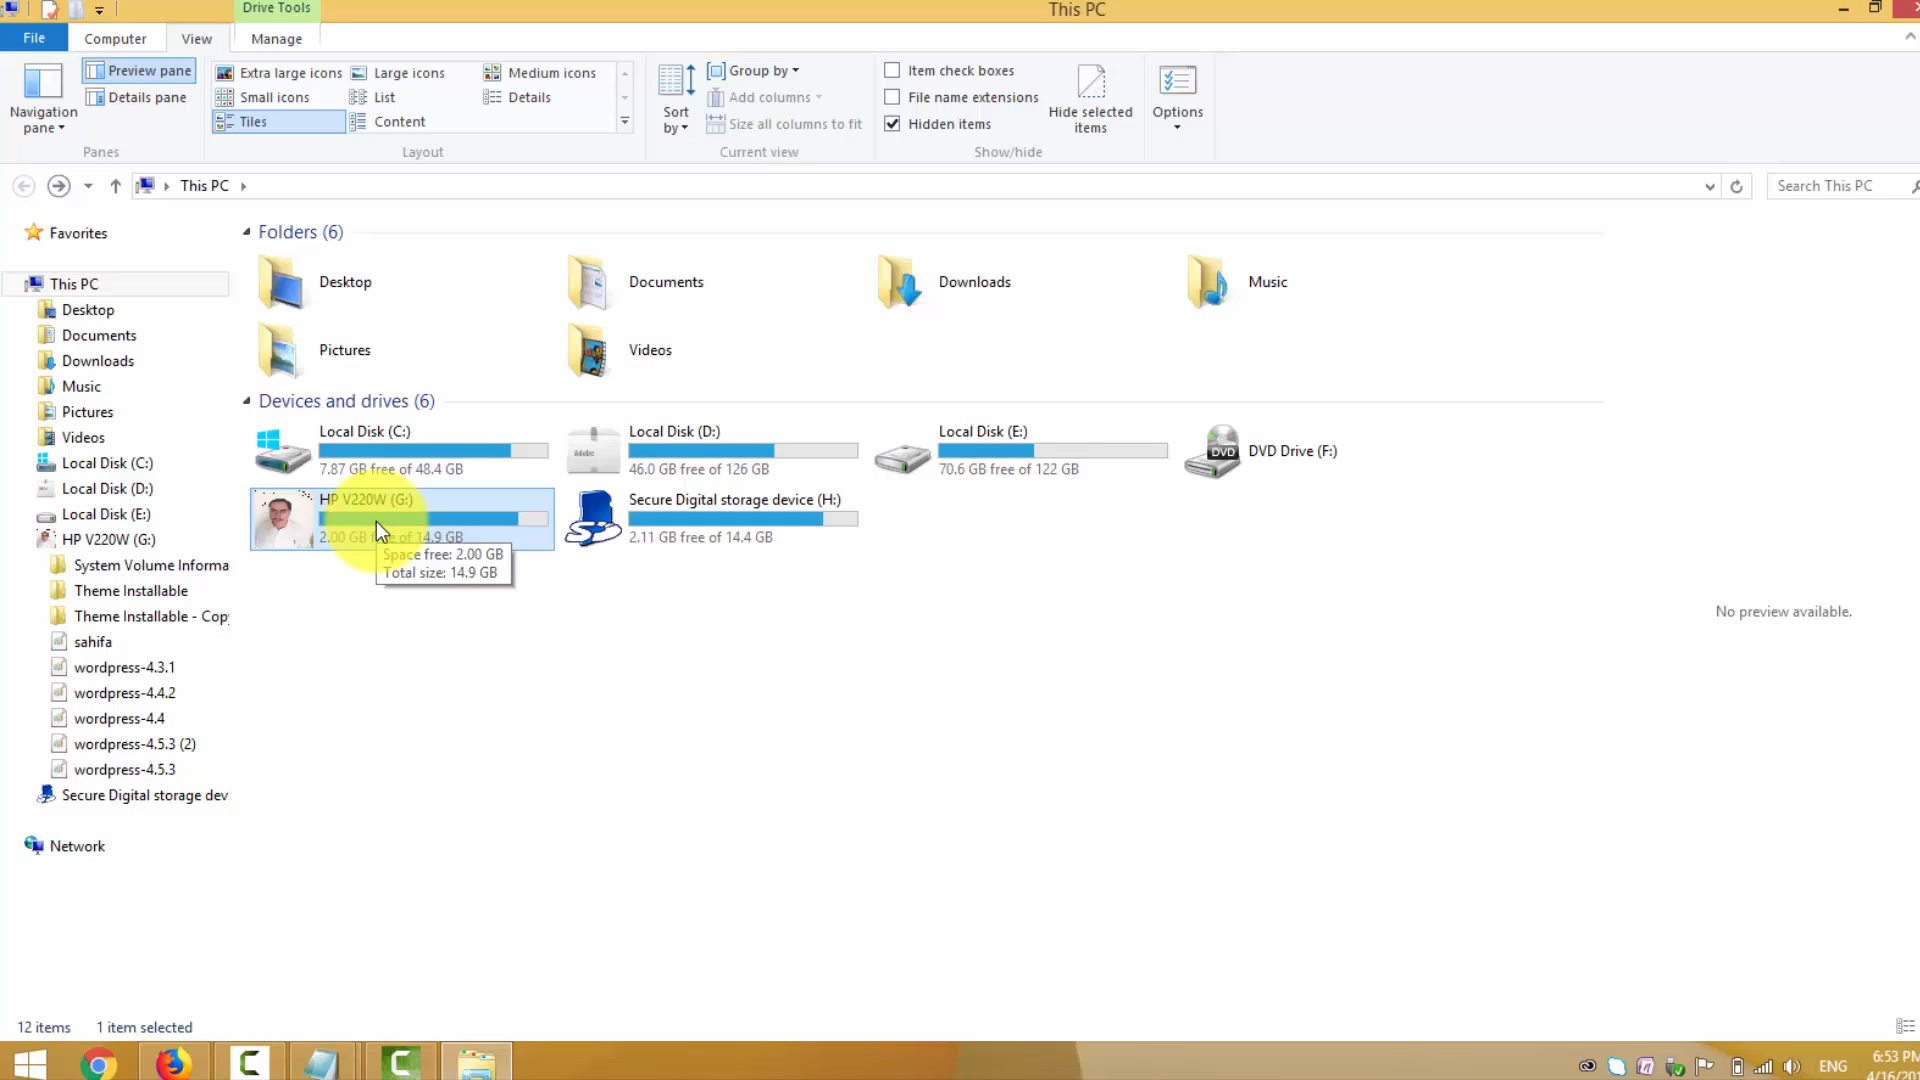 Drive Tools
This PC
File
Computer
View
Manage
Navigation pane
Preview pane
Details pane
Panes
Extra large icons
Large icons
Medium icons
Small icons
List
Details
Tiles
Content
Layout
Sort by
Group by
Add columns
Size all columns to fit
Current view
Item check boxes
File name extensions
Hidden items
Hide selected items
Show/hide
Options
This PC
Search This PC
Favorites
This PC
Desktop
Documents
Downloads
Music
Pictures
Videos
Local Disk (C:)
Local Disk (D:)
Local Disk (E:)
HP V220W (G:)
System Volume Informa
Theme Installable
Theme Installable - Copy
sahifa
wordpress-4.3.1
wordpress-4.4.2
wordpress-4.4
wordpress-4.5.3 (2)
wordpress-4.5.3
Secure Digital storage dev
Network
Folders (6)
Desktop
Documents
Downloads
Music
Pictures
Videos
Devices and drives (6)
Local Disk (C:)
7.87 GB free of 48.4 GB
Local Disk (D:)
Adobe
46.0 GB free of 126 GB
Local Disk (E:)
70.6 GB free of 122 GB
DVD
DVD Drive (F:)
HP V220W (G:)
2.00 GB free of 14.9 GB
Space free: 2.00 GB
Total size: 14.9 GB
Secure Digital storage device (H:)
2.11 GB free of 14.4 GB
No preview available.
12 items
1 item selected
ENG
6:53 PM
4/16/201